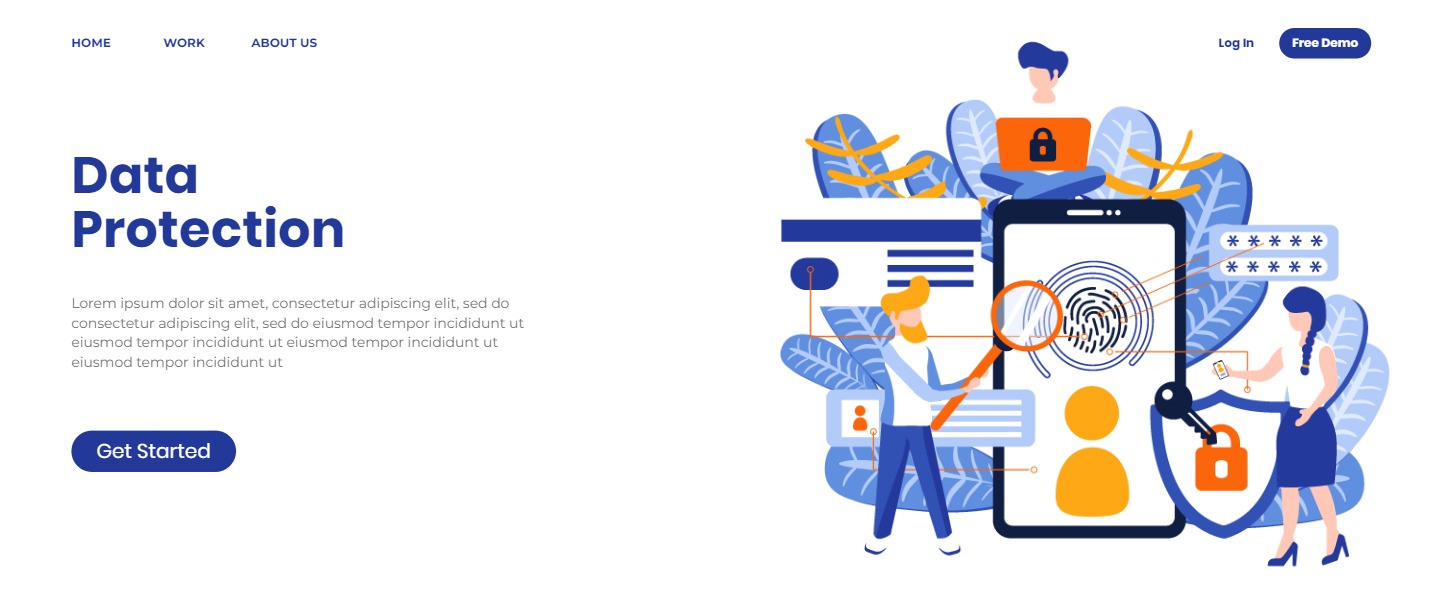 HOME WORK ABOUT US Log In Free Demo
Data
Protection
Lorem ipsum dolor sit amet, consectetur adipiscing elit, sed do
consectetur adipiscing elit, sed do eiusmod tempor incididunt ut
eiusmod tempor incididunt ut eiusmod tempor incididunt ut
eiusmod tempor incididunt ut
Get Started
* * * * *
* * * * *